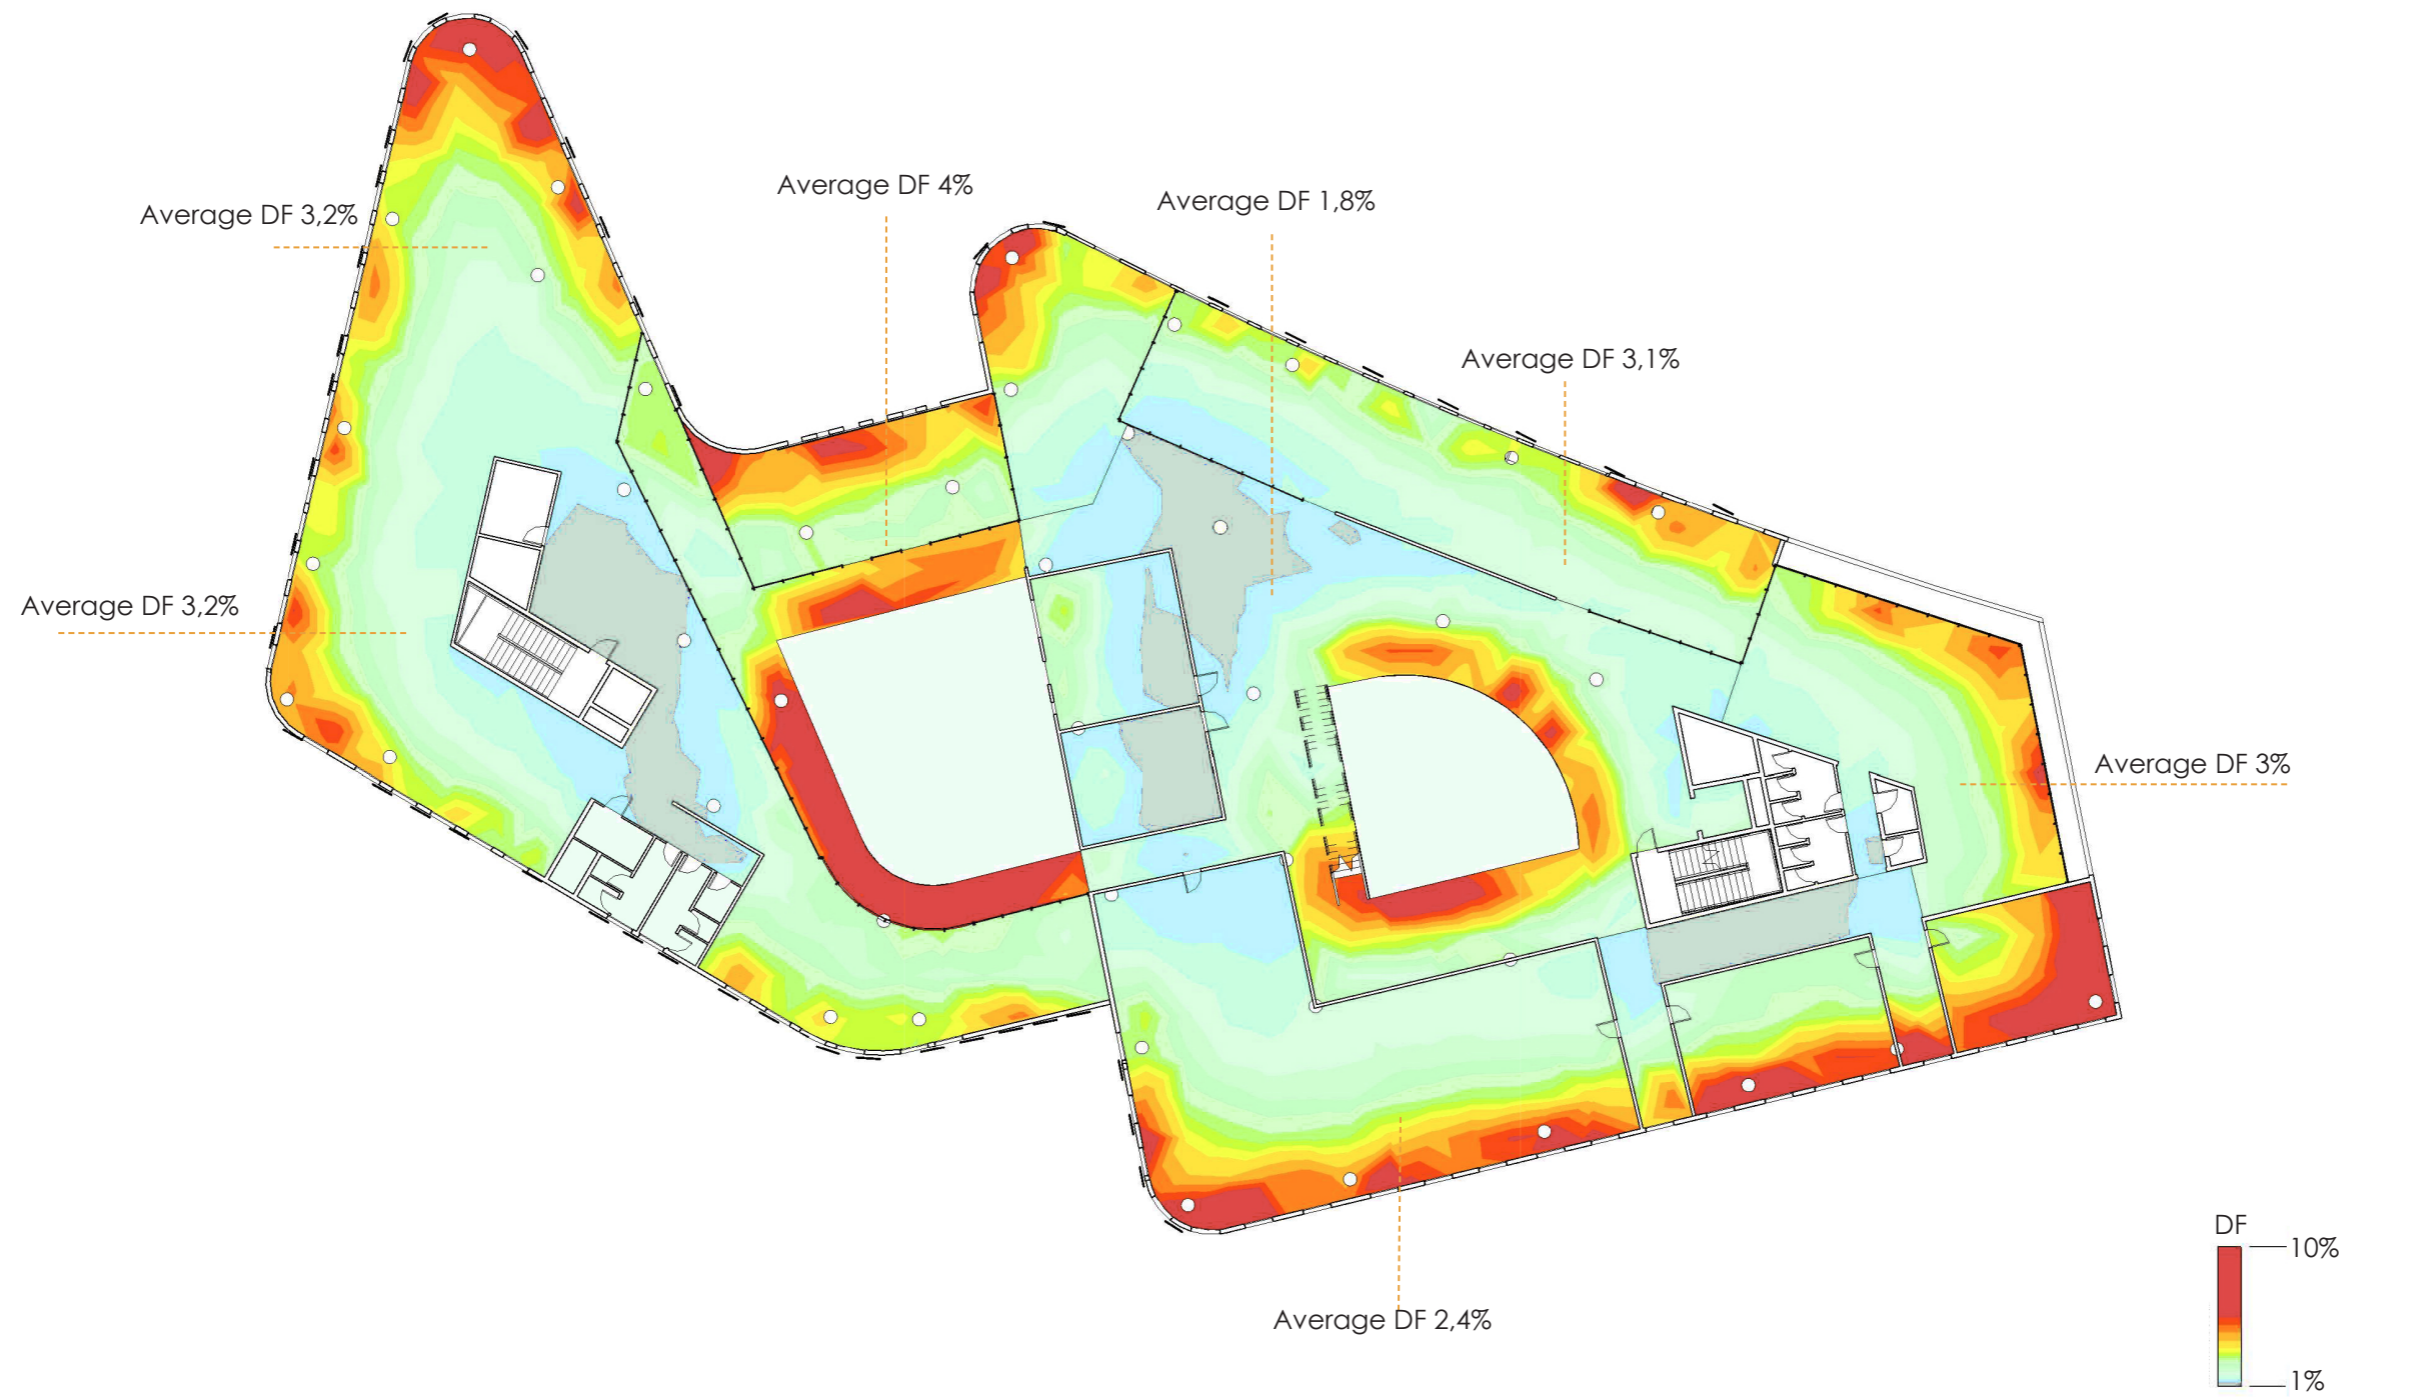 Average DF 4%
Average DF 1,8%
Average DF 3,2%
Average DF 3,1%
Average DF 3,2%
Average DF 3%
DF
10%
Average DF 2,4%
1%